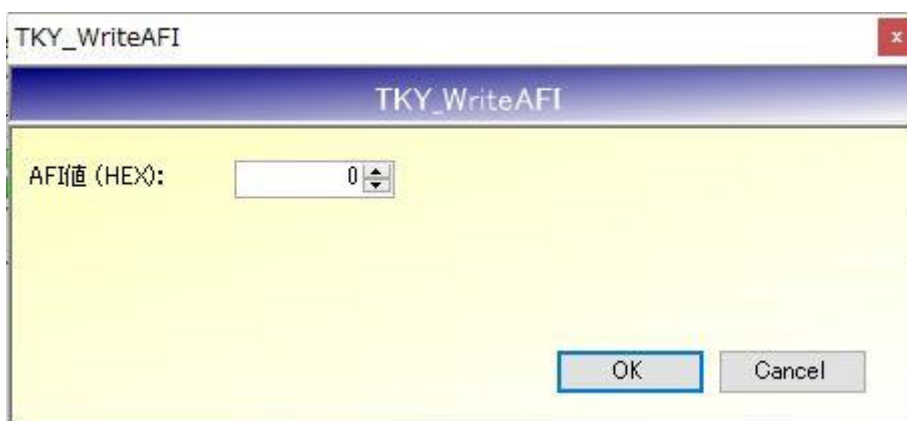 TKY_WriteAFI
x
TKY_WriteAFI
AFI値 (HEX): 0
OK Cancel